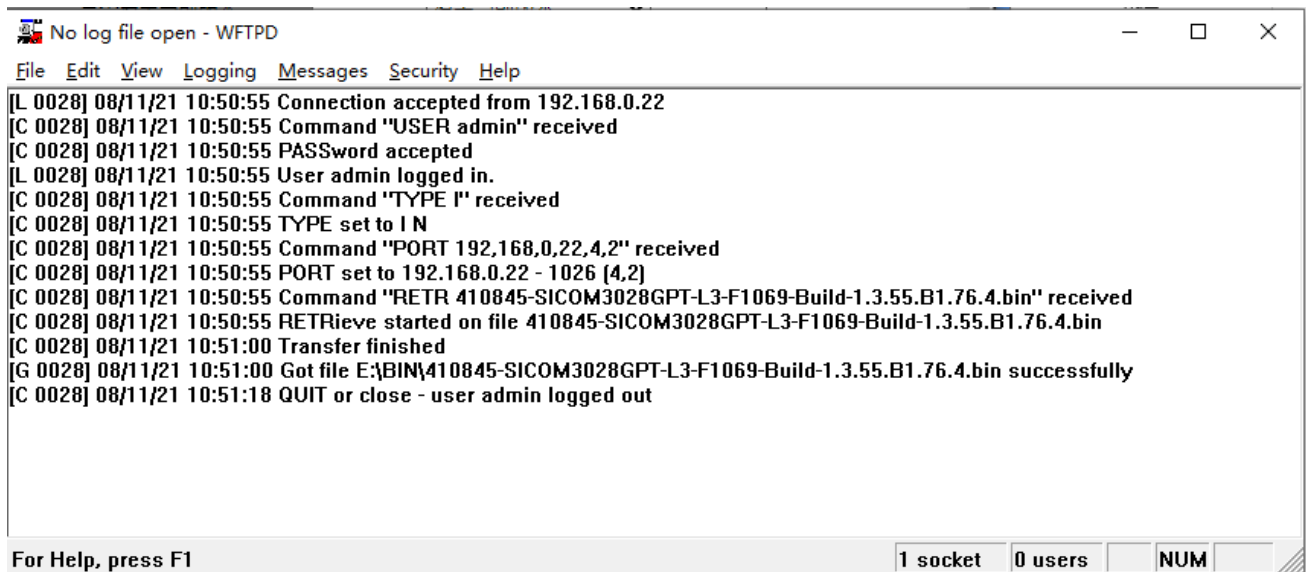 No log file open - WFTPD
File Edit View Logging Messages Security Help
[L 0028] 08/11/21 10:50:55 Connection accepted from 192.168.0.22
[C 0028] 08/11/21 10:50:55 Command "USER admin" received
[C 0028] 08/11/21 10:50:55 PASSword accepted
[L 0028] 08/11/21 10:50:55 User admin logged in.
[C 0028] 08/11/21 10:50:55 Command "TYPE I" received
[C 0028] 08/11/21 10:50:55 TYPE set to I N
[C 0028] 08/11/21 10:50:55 Command "PORT 192,168,0,22,4,2" received
[C 0028] 08/11/21 10:50:55 PORT set to 192.168.0.22 - 1026 (4,2)
[C 0028] 08/11/21 10:50:55 Command "RETR 410845-SICOM3028GPT-L3-F1069-Build-1.3.55.B1.76.4.bin" received
[C 0028] 08/11/21 10:50:55 RETRieve started on file 410845-SICOM3028GPT-L3-F1069-Build-1.3.55.B1.76.4.bin
[C 0028] 08/11/21 10:51:00 Transfer finished
[G 0028] 08/11/21 10:51:00 Got file E:\BIN\410845-SICOM3028GPT-L3-F1069-Build-1.3.55.B1.76.4.bin successfully
[C 0028] 08/11/21 10:51:18 QUIT or close - user admin logged out
For Help, press F1 1 socket 0 users NUM